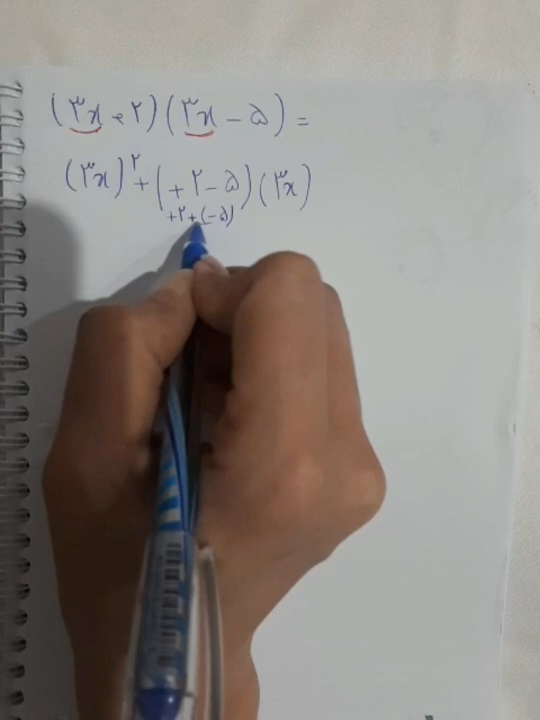 (۳x + ۲)(۳x - ۵) =
(۳x)^۲ + (+۲-۵)(۳x)
+۲+(-۵)